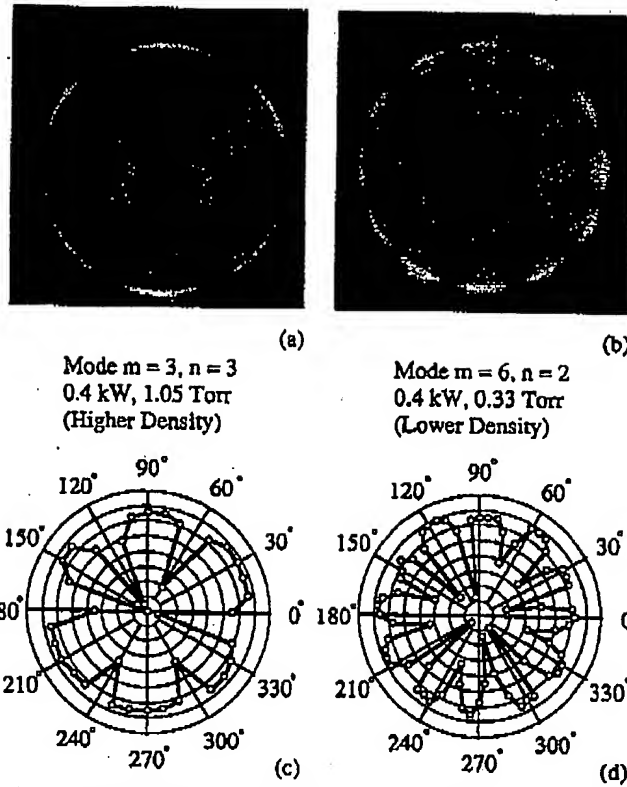 (a)
(b)
Mode m = 3, n = 3
0.4 kW, 1.05 Torr
(Higher Density)
Mode m = 6, n = 2
0.4 kW, 0.33 Torr
(Lower Density)
90°
120°
60°
150°
30°
80°
0°
210°
330°
240°
300°
270°
(c)
90°
120°
60°
150°
30°
180°
0
210°
330°
240°
300°
270°
(d)